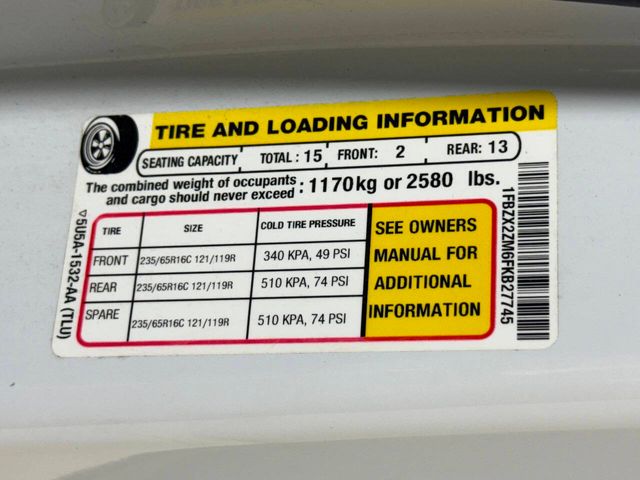 TIRE AND LOADING INFORMATION
SEATING CAPACITY TOTAL : 15 FRONT: 2 REAR: 13
The combined weight of occupants
and cargo should never exceed : 1170kg or 2580 lbs.
TIRE SIZE COLD TIRE PRESSURE
FRONT 235/65R16C 121/119R 340 KPA, 49 PSI
REAR 235/65R16C 121/119R 510 KPA, 74 PSI
SPARE 235/65R16C 121/119R 510 KPA, 74 PSI
SEE OWNERS
MANUAL FOR
ADDITIONAL
INFORMATION
▽5U5A-1532-AA (TLU)
1FBZX2ZM6FKB27745